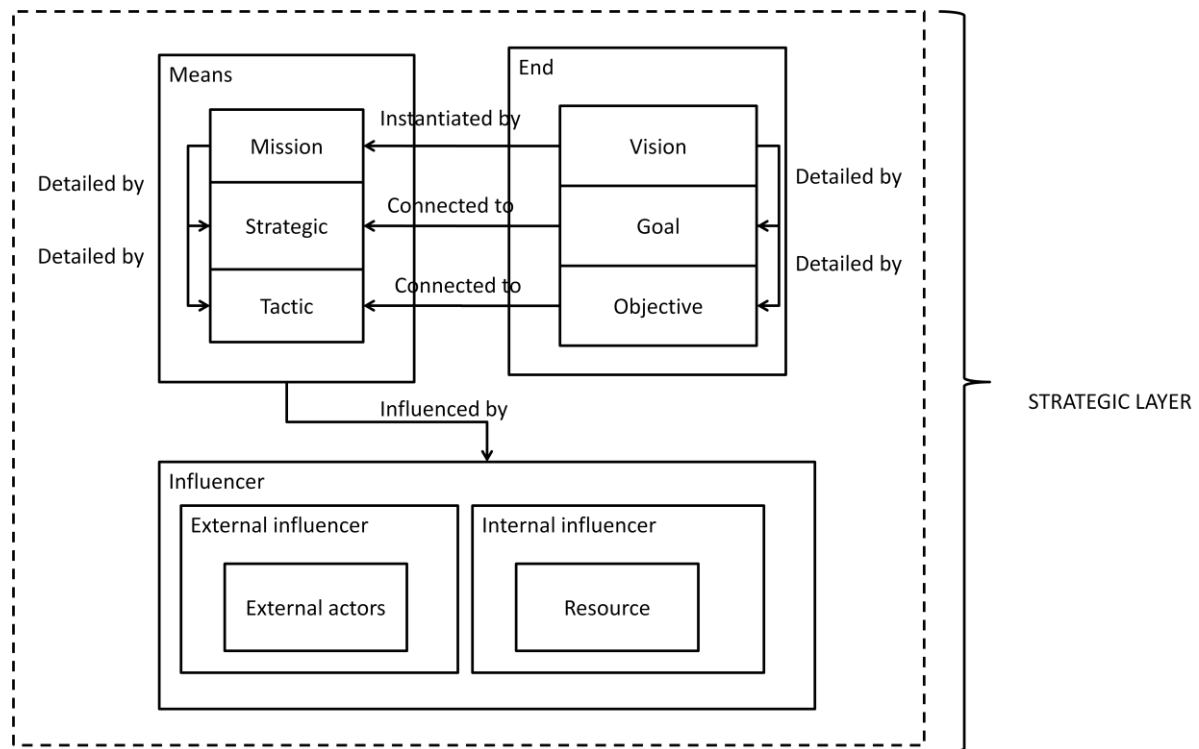 Means
End
Mission
Instantiated by
Vision
Detailed by
Detailed by
Strategic
Connected to
Goal
Detailed by
Detailed by
Tactic
Connected to
Objective
Influenced by
STRATEGIC LAYER
Influencer
External influencer
Internal influencer
External actors
Resource